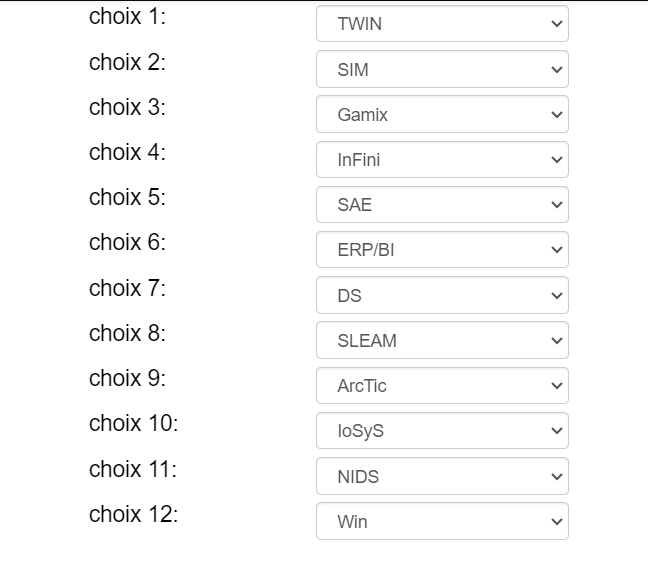 choix 1: TWIN
choix 2: SIM
choix 3: Gamix
choix 4: InFini
choix 5: SAE
choix 6: ERP/BI
choix 7: DS
choix 8: SLEAM
choix 9: ArcTic
choix 10: IoSyS
choix 11: NIDS
choix 12: Win